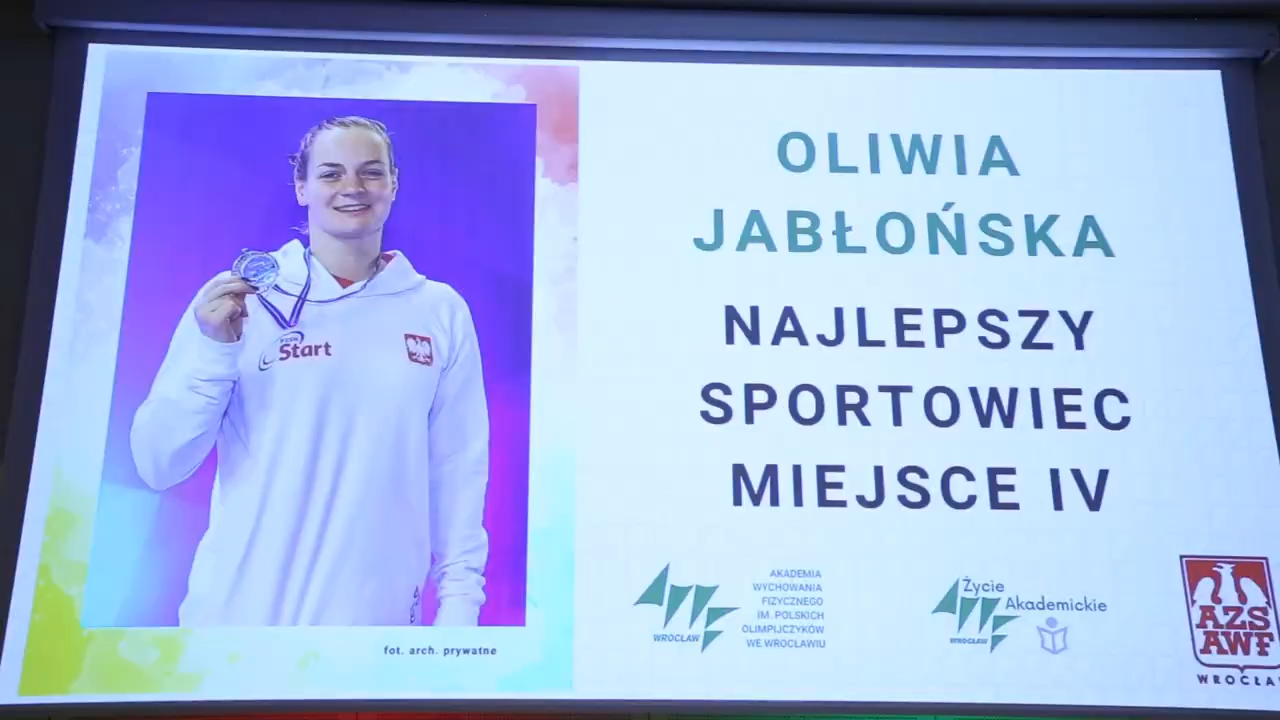 OLIWIA
JABŁOŃSKA
NAJLEPSZY
SPORTOWIEC
MIEJSCE IV
Start
fot. arch. prywatne
WROCŁAW
AKADEMIA
WYCHOWANIA
FIZYCZNEGO
IM. POLSKICH
OLIMPIJCZYKÓW
WE WROCŁAWIU
Życie
Akademickie
WROCŁAW
AZS
AWF
WROCŁA